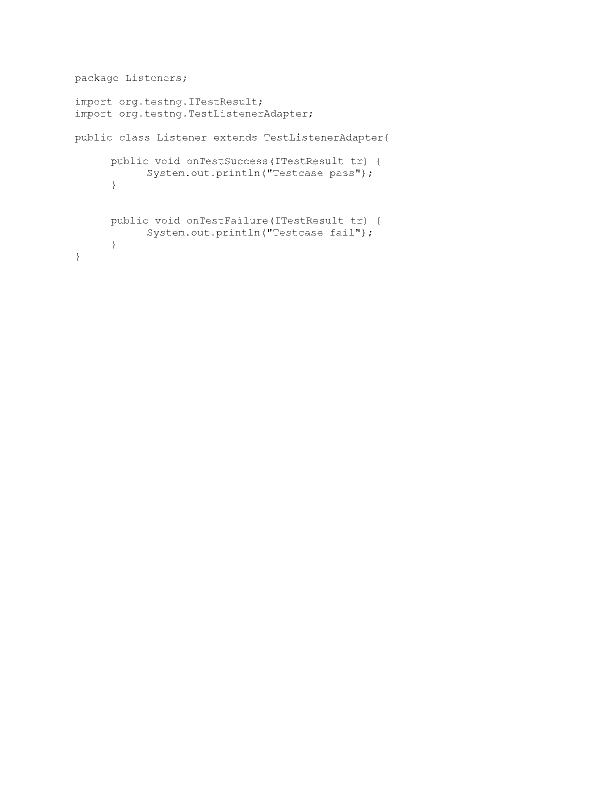 package Listeners;
import org.testng.ITestResult;
import org.testng.TestListenerAdapter;
public class Listener extends TestListenerAdapter{
public void onTestSuccess(ITestResult tr) {
System.out.println("Testcase pass");
}
public void onTestFailure(ITestResult tr) {
System.out.println("Testcase fail");
}
}